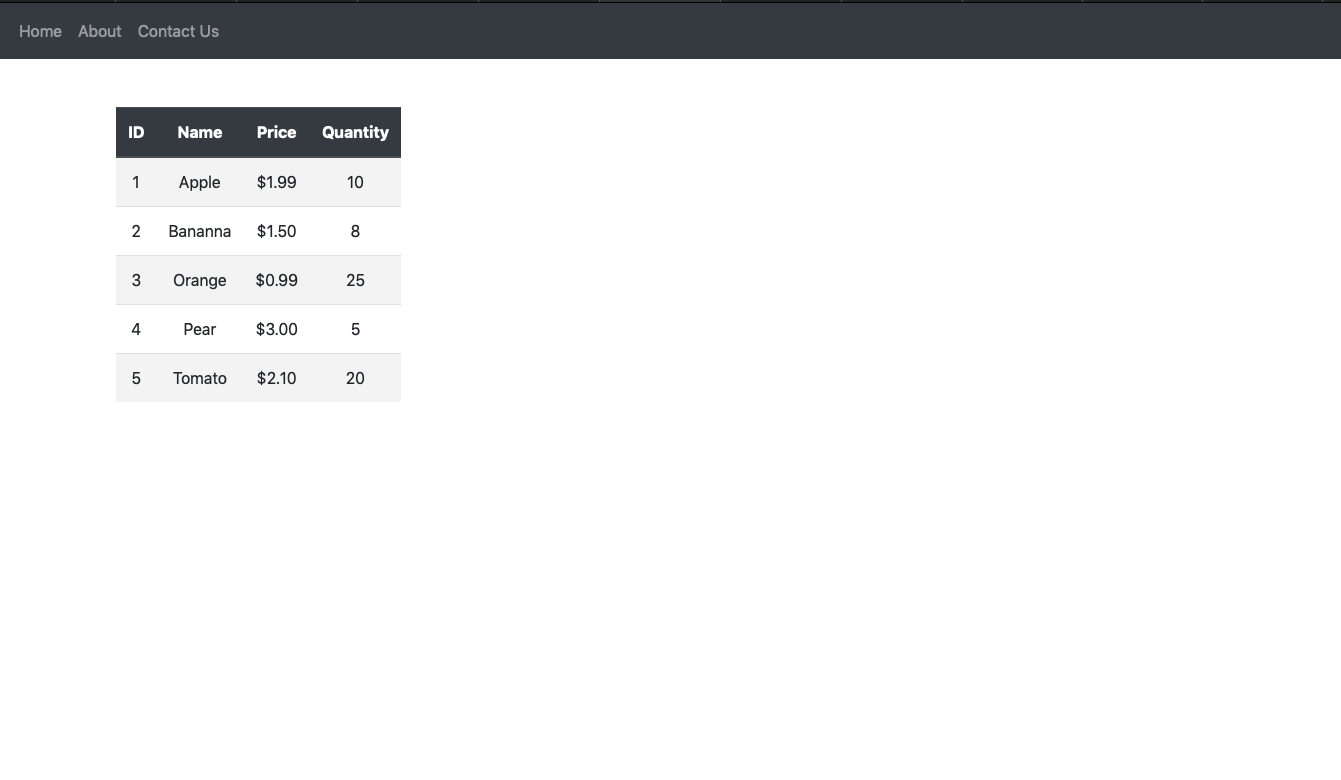 Home About Contact Us
ID Name Price Quantity
1 Apple $1.99 10
2 Bananna $1.50 8
3 Orange $0.99 25
4 Pear $3.00 5
5 Tomato $2.10 20